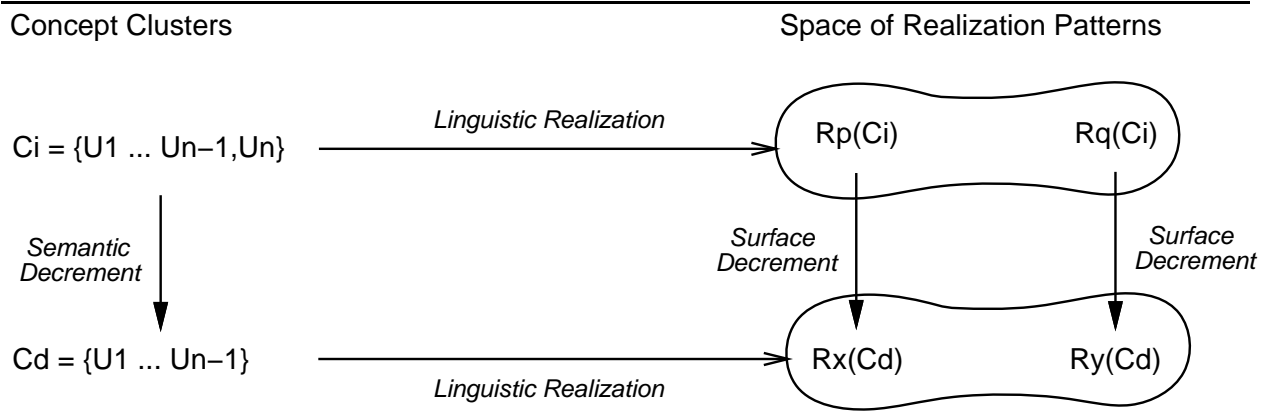 Concept Clusters
Space of Realization Patterns
Linguistic Realization
Ci = {U1 ... Un−1,Un}
Rp(Ci)
Rq(Ci)
Semantic
Decrement
Surface
Decrement
Surface
Decrement
Cd = {U1 ... Un−1}
Rx(Cd)
Ry(Cd)
Linguistic Realization